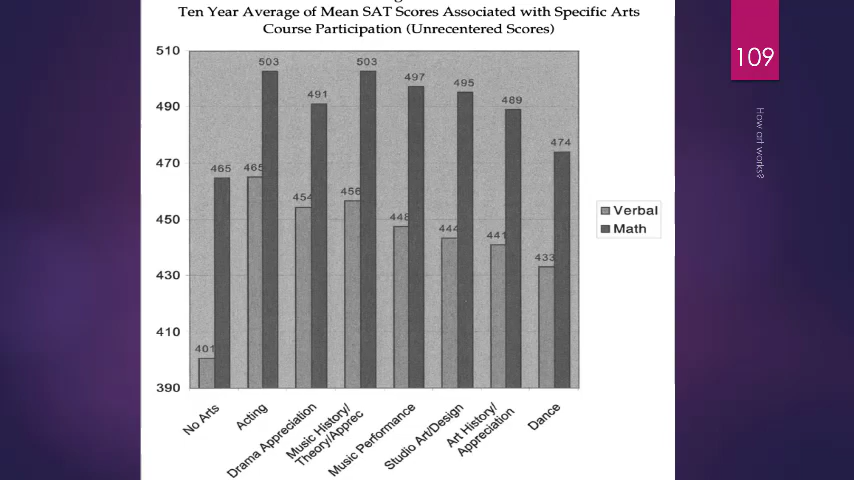 Ten Year Average of Mean SAT Scores Associated with Specific Arts
Course Participation (Unrecentered Scores)
109
How art works?
510
490
470
450
430
410
390
401
465
465
503
454
491
456
503
448
497
444
495
441
489
433
474
Verbal
Math
No Arts
Acting
Drama Appreciation
Music History/
Theory/Apprec
Music Performance
Studio Art/Design
Art History/
Appreciation
Dance